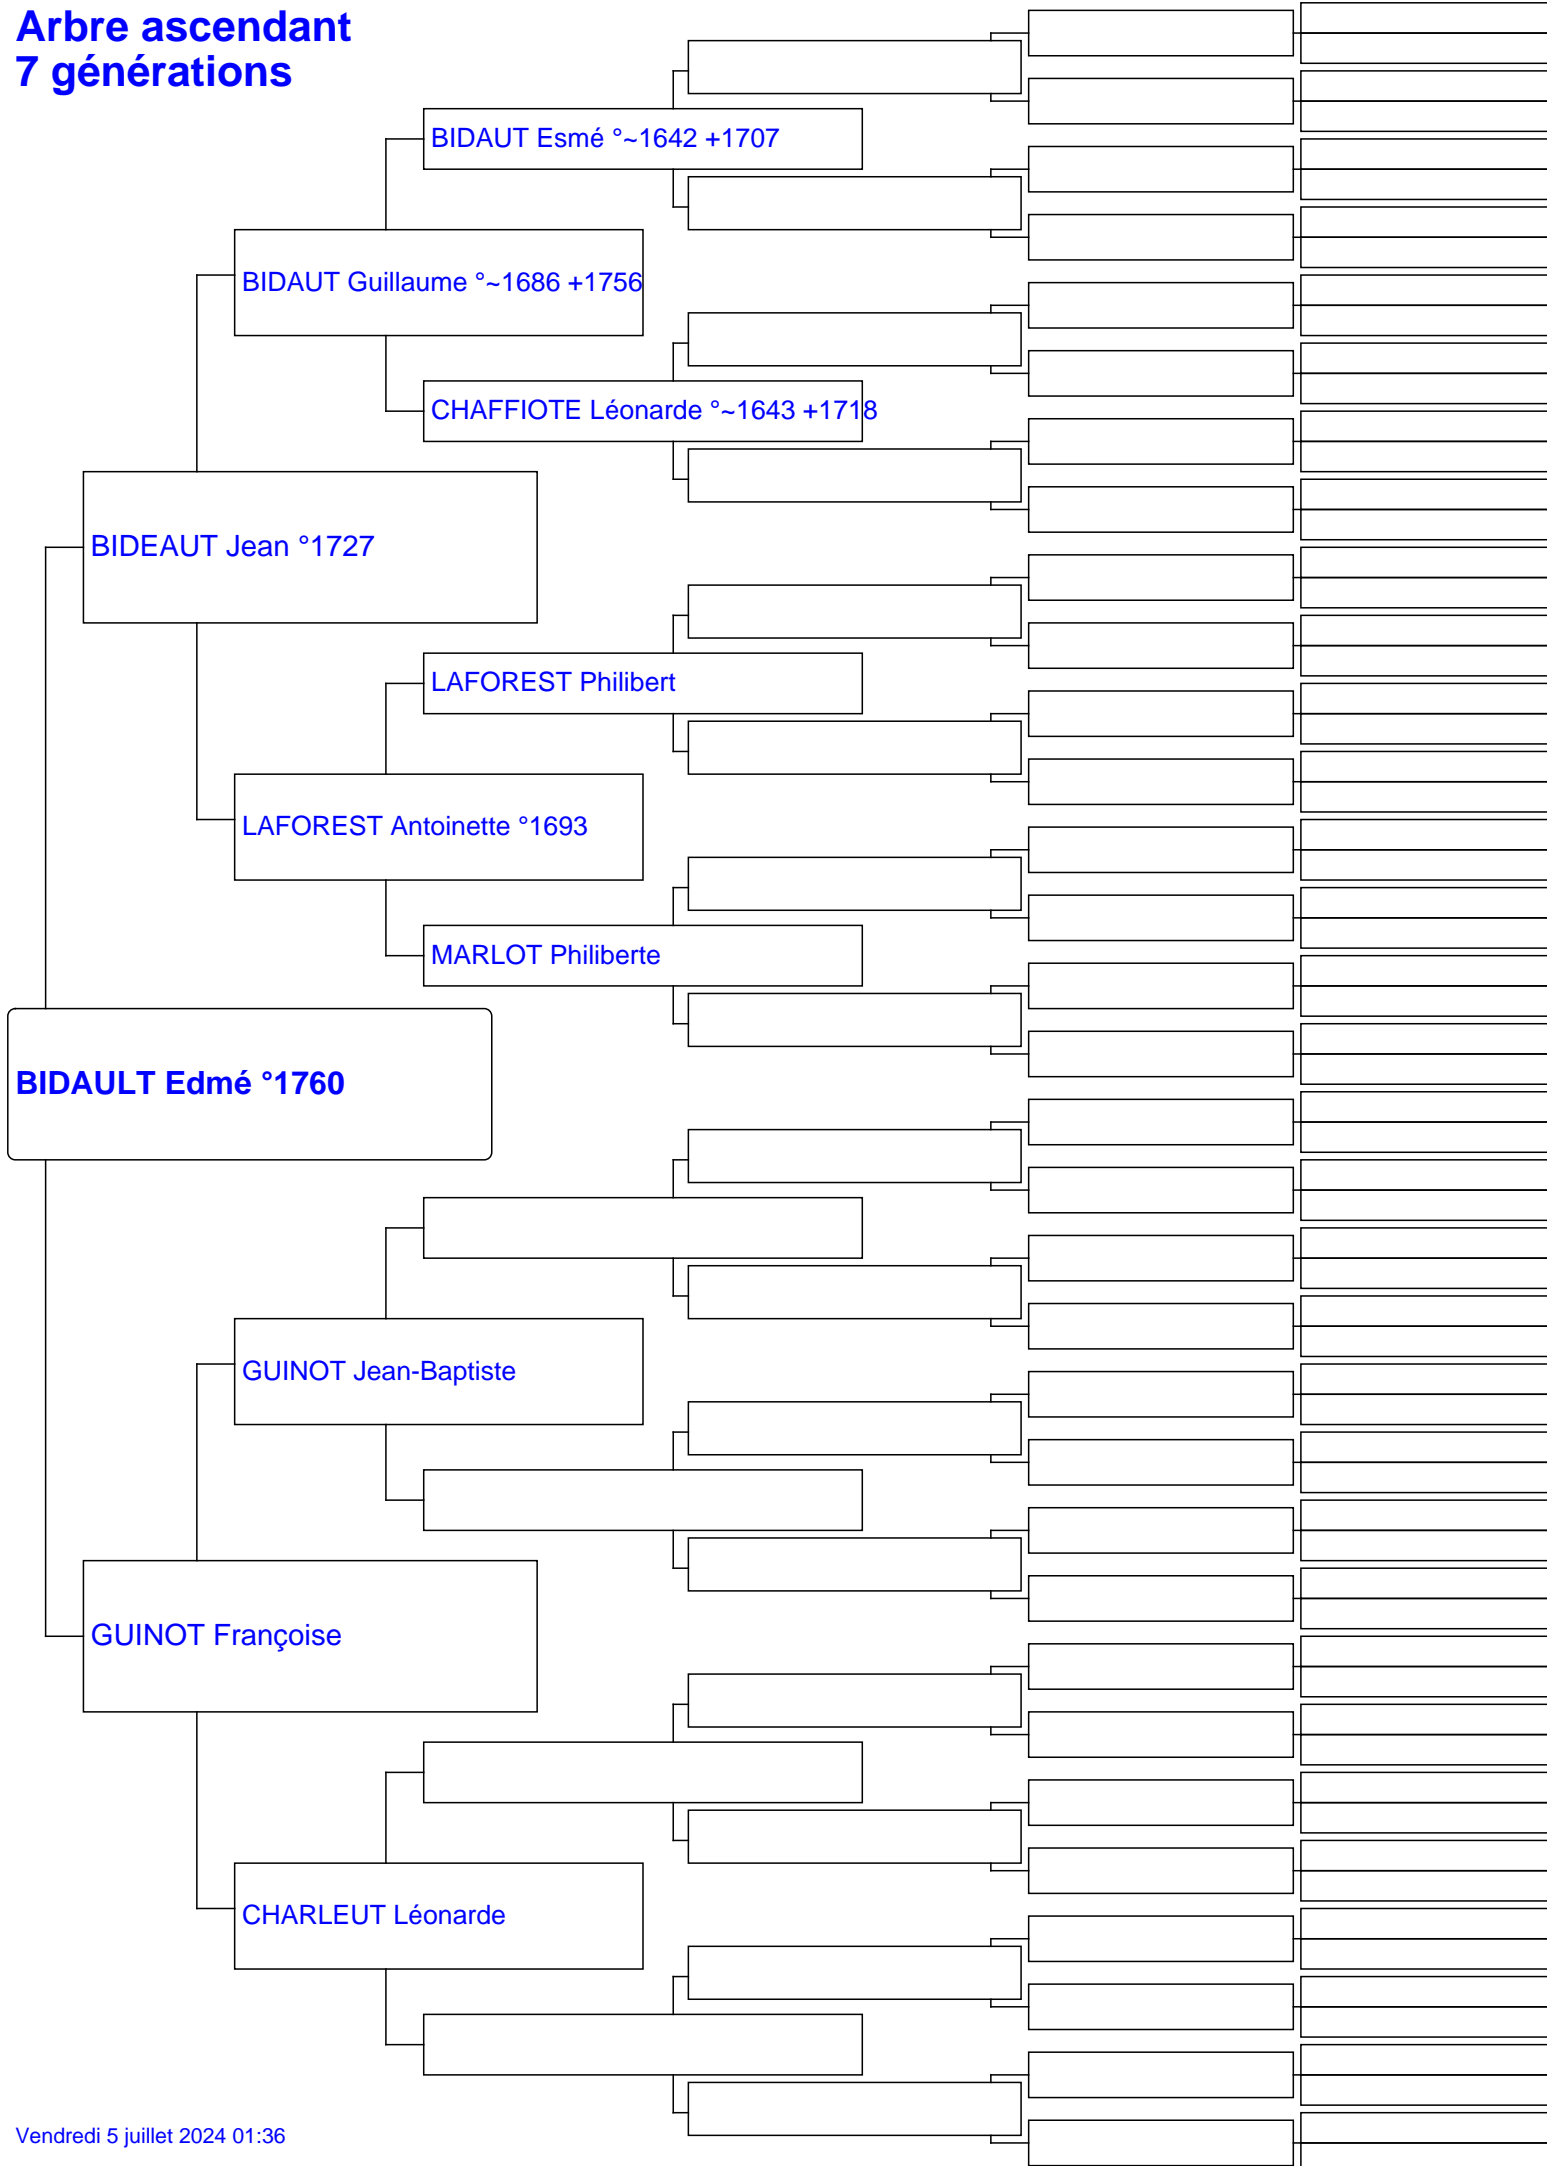 Arbre ascendant
7 générations
BIDAUT Esmé °~1642 +1707
BIDAUT Guillaume °~1686 +1756
CHAFFIOTE Léonarde °~1643 +1718
BIDEAUT Jean °1727
LAFOREST Philibert
LAFOREST Antoinette °1693
MARLOT Philiberte
BIDAULT Edmé °1760
GUINOT Jean-Baptiste
GUINOT Françoise
CHARLEUT Léonarde
Vendredi 5 juillet 2024 01:36